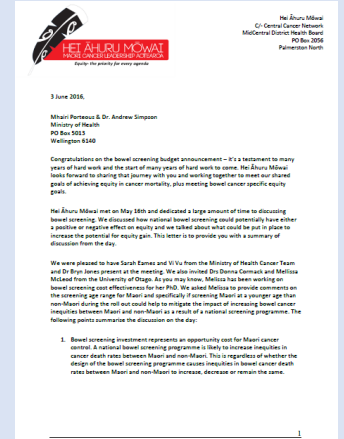 HEI ĀHURU MŌWAI
MAORI CANCER LEADERSHIP AOTEAROA
Equity- the priority for every agenda
Hei Āhuru Mōwai
C/- Central Cancer Network
MidCentral District Health Board
PO Box 2056
Palmerston North
3 June 2016,
Mhairi Porteous & Dr. Andrew Simpson
Ministry of Health
PO Box 5013
Wellington 6140
Congratulations on the bowel screening budget announcement – it's a testament to many
years of hard work and the start of many years of hard work to come. Hei Āhuru Mōwai
looks forward to sharing that journey with you and working together to meet our shared
goals of achieving equity in cancer mortality, plus meeting bowel cancer specific equity
goals.
Hei Āhuru Mōwai met on May 16th and dedicated a large amount of time to discussing
bowel screening. We discussed how national bowel screening could potentially have either
a positive or negative effect on equity and we talked about what could be put in place to
increase the potential for equity gain. This letter is to provide you with a summary of
discussion from the day.
We were pleased to have Sarah Eames and Vi Vu from the Ministry of Health Cancer Team
and Dr Bryn Jones present at the meeting. We also invited Drs Donna Cormack and Mellissa
McLeod from the University of Otago. As you may know, Melissa has been working on
bowel screening cost effectiveness for her PhD. We asked Melissa to provide comments on
the screening age range for Maori and specifically if screening Maori at a younger age than
non-Maori during the roll out could help to mitigate the impact of increasing bowel cancer
inequities between Maori and non-Maori as a result of a national screening programme. The
following points summarise the discussion on the day:
1. Bowel screening investment represents an opportunity cost for Maori cancer
control. A national bowel screening programme is likely to increase inequities in
cancer death rates between Maori and non-Maori. This is regardless of whether the
design of the bowel screening programme causes inequities in bowel cancer death
rates between Maori and non-Maori to increase, decrease or remain the same.
1